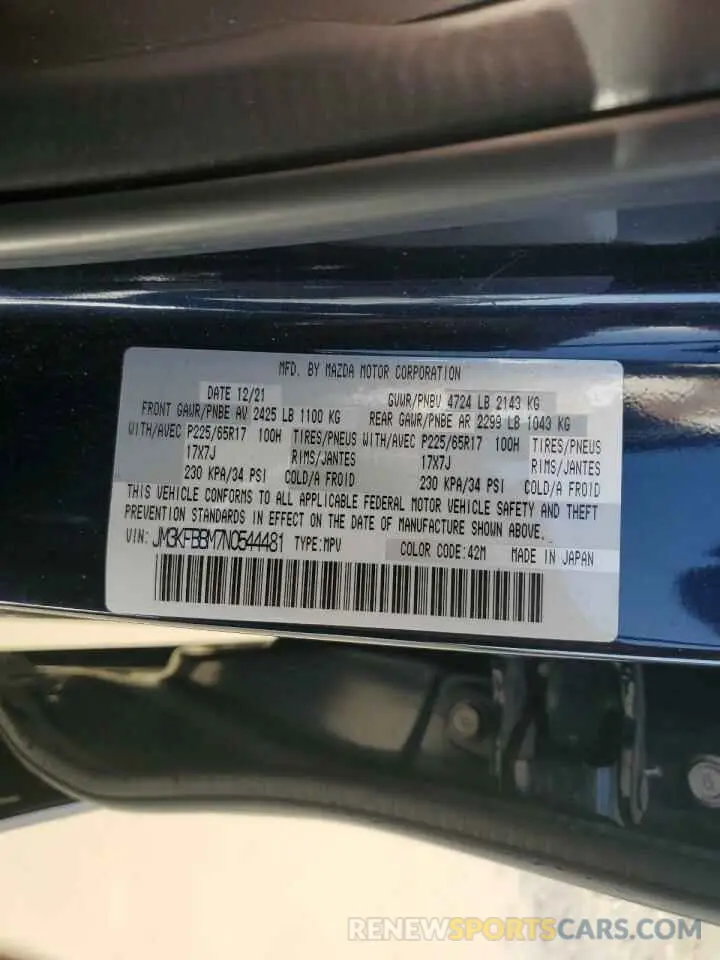 MFD. BY MAZDA MOTOR CORPORATION
DATE 12/21 GVWR/PNBV 4724 LB 2143 KG
FRONT GAWR/PNBE AV 2425 LB 1100 KG REAR GAWR/PNBE AR 2299 LB 1043 KG
WITH/AVEC P225/65R17 100H TIRES/PNEUS WITH/AVEC P225/65R17 100H TIRES/PNEUS
17X7J RIMS/JANTES 17X7J RIMS/JANTES
230 KPA/34 PSI COLD/A FROID 230 KPA/34 PSI COLD/A FROID
THIS VEHICLE CONFORMS TO ALL APPLICABLE FEDERAL MOTOR VEHICLE SAFETY AND THEFT
PREVENTION STANDARDS IN EFFECT ON THE DATE OF MANUFACTURE SHOWN ABOVE.
VIN: JM3KFBBM7N0544481 TYPE:MPV COLOR CODE:42M MADE IN JAPAN
RENEWSPORTSCARS.COM